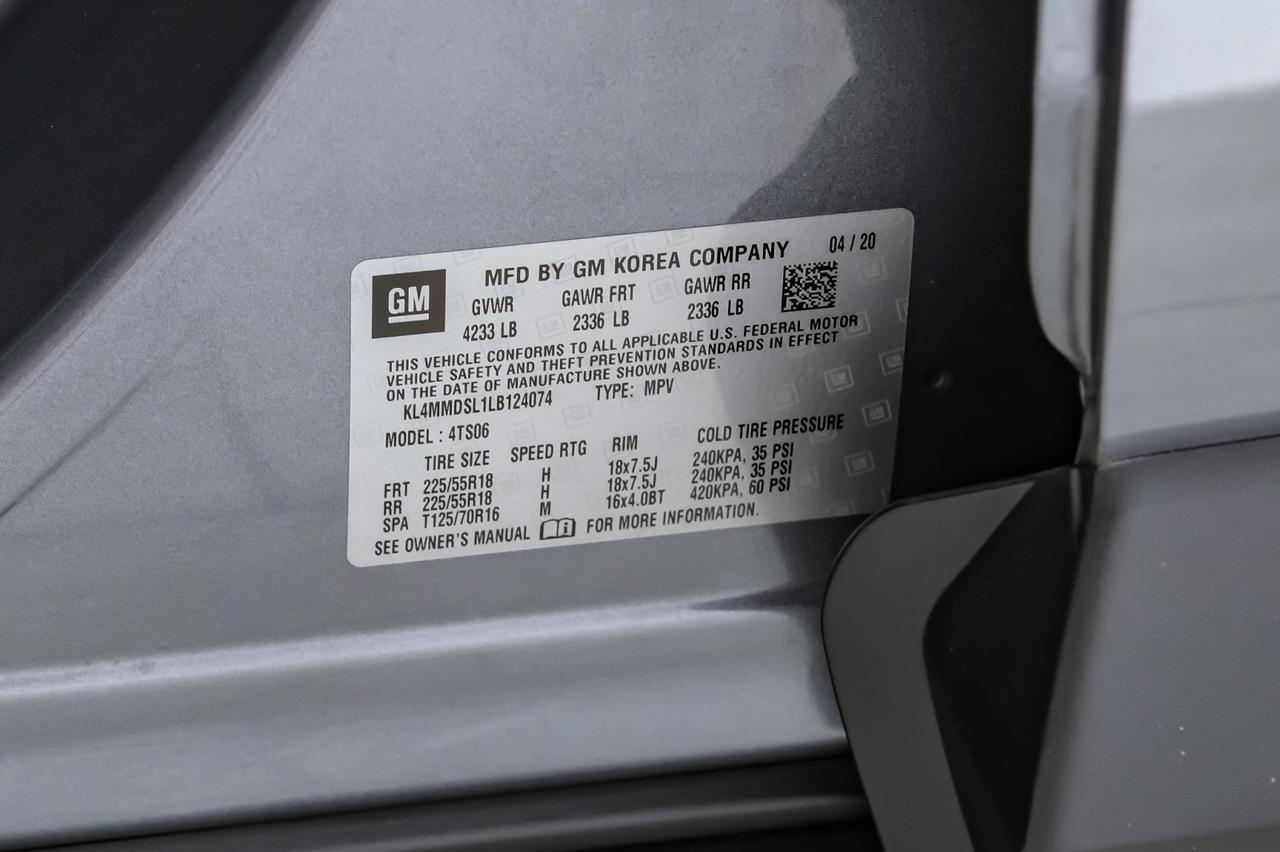 MFD BY GM KOREA COMPANY 04 / 20
GM
GVWR GAWR FRT GAWR RR
4233 LB 2336 LB 2336 LB
THIS VEHICLE CONFORMS TO ALL APPLICABLE U.S. FEDERAL MOTOR
VEHICLE SAFETY AND THEFT PREVENTION STANDARDS IN EFFECT
ON THE DATE OF MANUFACTURE SHOWN ABOVE.
KL4MMDSL1LB124074 TYPE: MPV
MODEL : 4TS06
TIRE SIZE SPEED RTG RIM COLD TIRE PRESSURE
FRT 225/55R18 H 18x7.5J 240KPA, 35 PSI
RR 225/55R18 H 18x7.5J 240KPA, 35 PSI
SPA T125/70R16 M 16x4.0BT 420KPA, 60 PSI
SEE OWNER'S MANUAL FOR MORE INFORMATION.